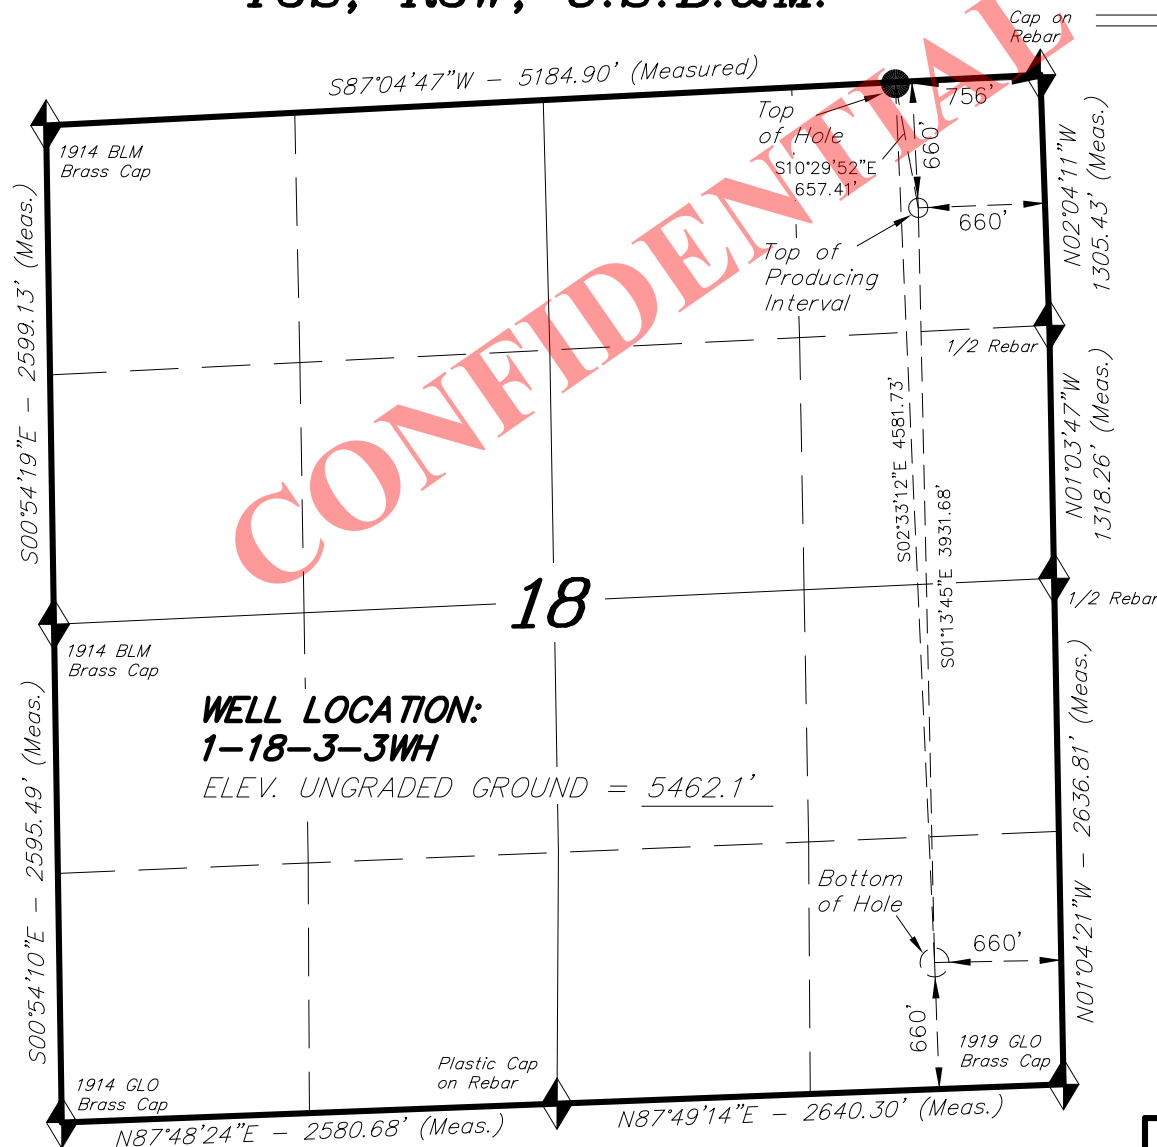 Cap on
Rebar
S87°04'47"W - 5184.90' (Measured)
756'
Top
of Hole
660'
S10°29'52"E
657.41'
1914 BLM
Brass Cap
N02°04'11"W
1305.43' (Meas.)
660'
Top of
Producing
Interval
S00°54'19"E - 2599.13' (Meas.)
1/2 Rebar
N01°03'47"W
1318.26' (Meas.)
CONFIDENTIAL
S02°33'12"E 4581.73'
S01°13'45"E 3931.68'
18
1/2 Rebar
1914 BLM
Brass Cap
WELL LOCATION:
1-18-3-3WH
ELEV. UNGRADED GROUND = 5462.1'
S00°54'10"E - 2595.49' (Meas.)
N01°04'21"W - 2636.81' (Meas.)
Bottom
of Hole
660'
660'
1919 GLO
Brass Cap
Plastic Cap
on Rebar
1914 GLO
Brass Cap
N87°48'24"E - 2580.68' (Meas.)
N87°49'14"E - 2640.30' (Meas.)